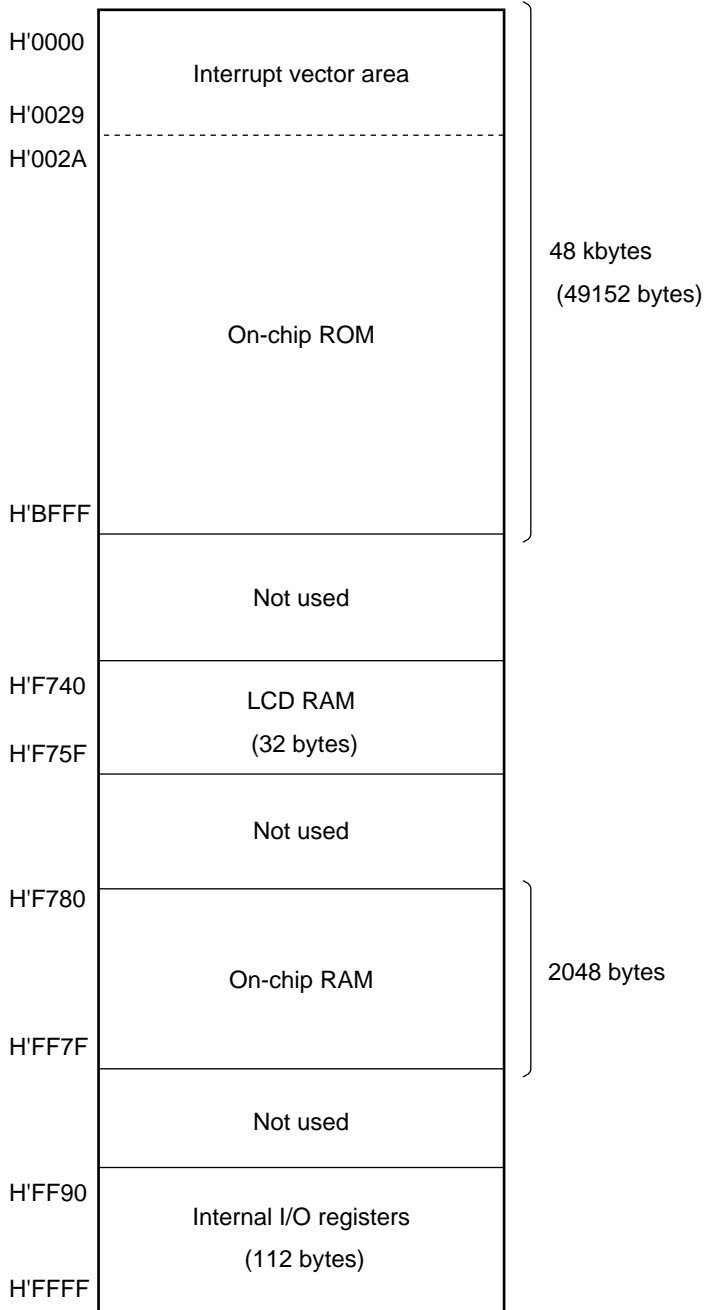 H'0000
Interrupt vector area
H'0029
H'002A
48 kbytes
(49152 bytes)
On-chip ROM
H'BFFF
Not used
H'F740
LCD RAM
(32 bytes)
H'F75F
Not used
H'F780
On-chip RAM
2048 bytes
H'FF7F
Not used
H'FF90
Internal I/O registers
(112 bytes)
H'FFFF